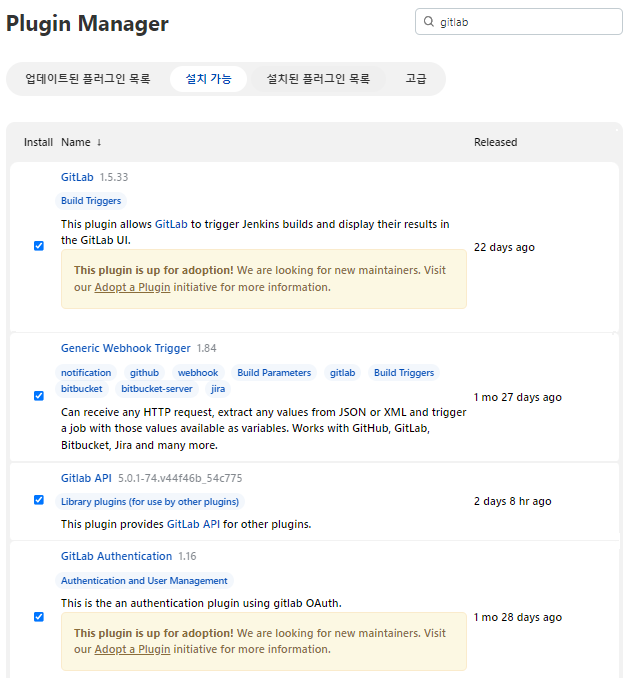 Plugin Manager
gitlab
업데이트된 플러그인 목록 설치 가능 설치된 플러그인 목록 고급
Install Name ↓ Released
GitLab 1.5.33
Build Triggers
This plugin allows GitLab to trigger Jenkins builds and display their results in
the GitLab UI.
22 days ago
This plugin is up for adoption! We are looking for new maintainers. Visit
our Adopt a Plugin initiative for more information.
Generic Webhook Trigger 1.84
notification github webhook Build Parameters gitlab Build Triggers
bitbucket bitbucket-server jira
1 mo 27 days ago
Can receive any HTTP request, extract any values from JSON or XML and trigger
a job with those values available as variables. Works with GitHub, GitLab,
Bitbucket, Jira and many more.
Gitlab API 5.0.1-74.v44f46b_54c775
Library plugins (for use by other plugins)
2 days 8 hr ago
This plugin provides GitLab API for other plugins.
GitLab Authentication 1.16
Authentication and User Management
This is the an authentication plugin using gitlab OAuth.
1 mo 28 days ago
This plugin is up for adoption! We are looking for new maintainers. Visit
our Adopt a Plugin initiative for more information.